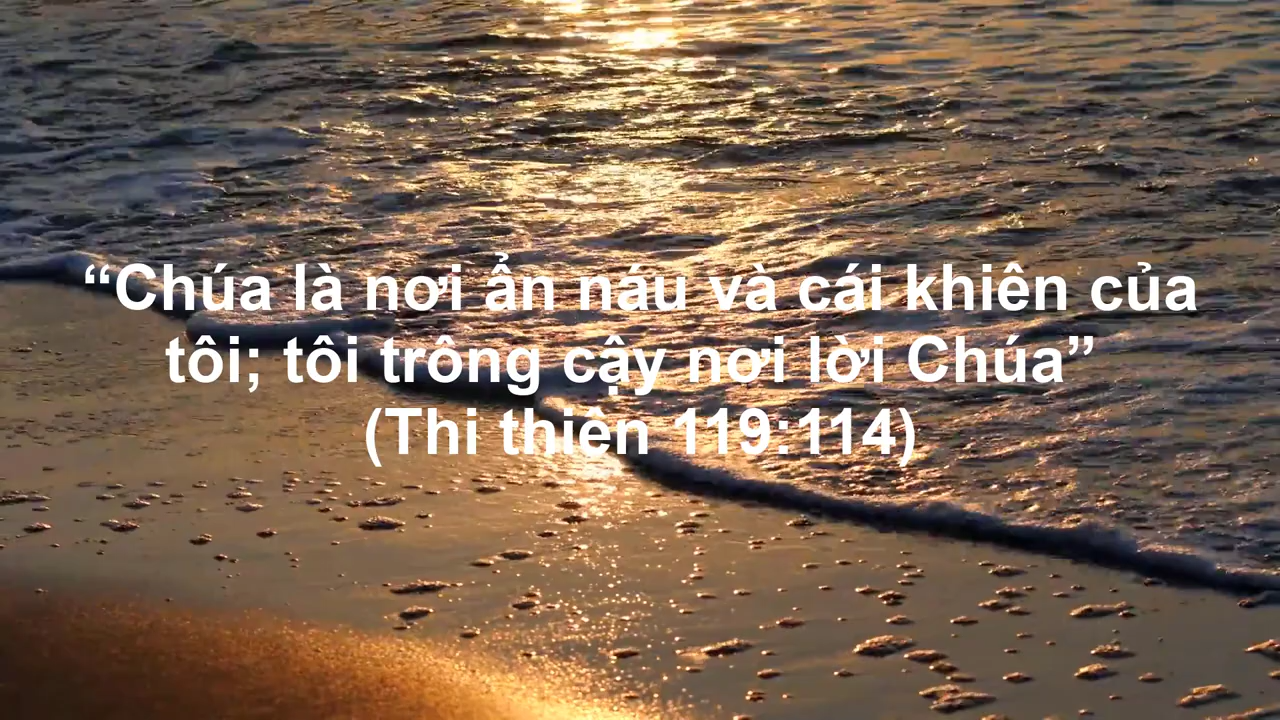 “Chúa là nơi ẩn náu và cái khiên của
tôi; tôi trông cậy nơi lời Chúa”
(Thi thiên 119:114)